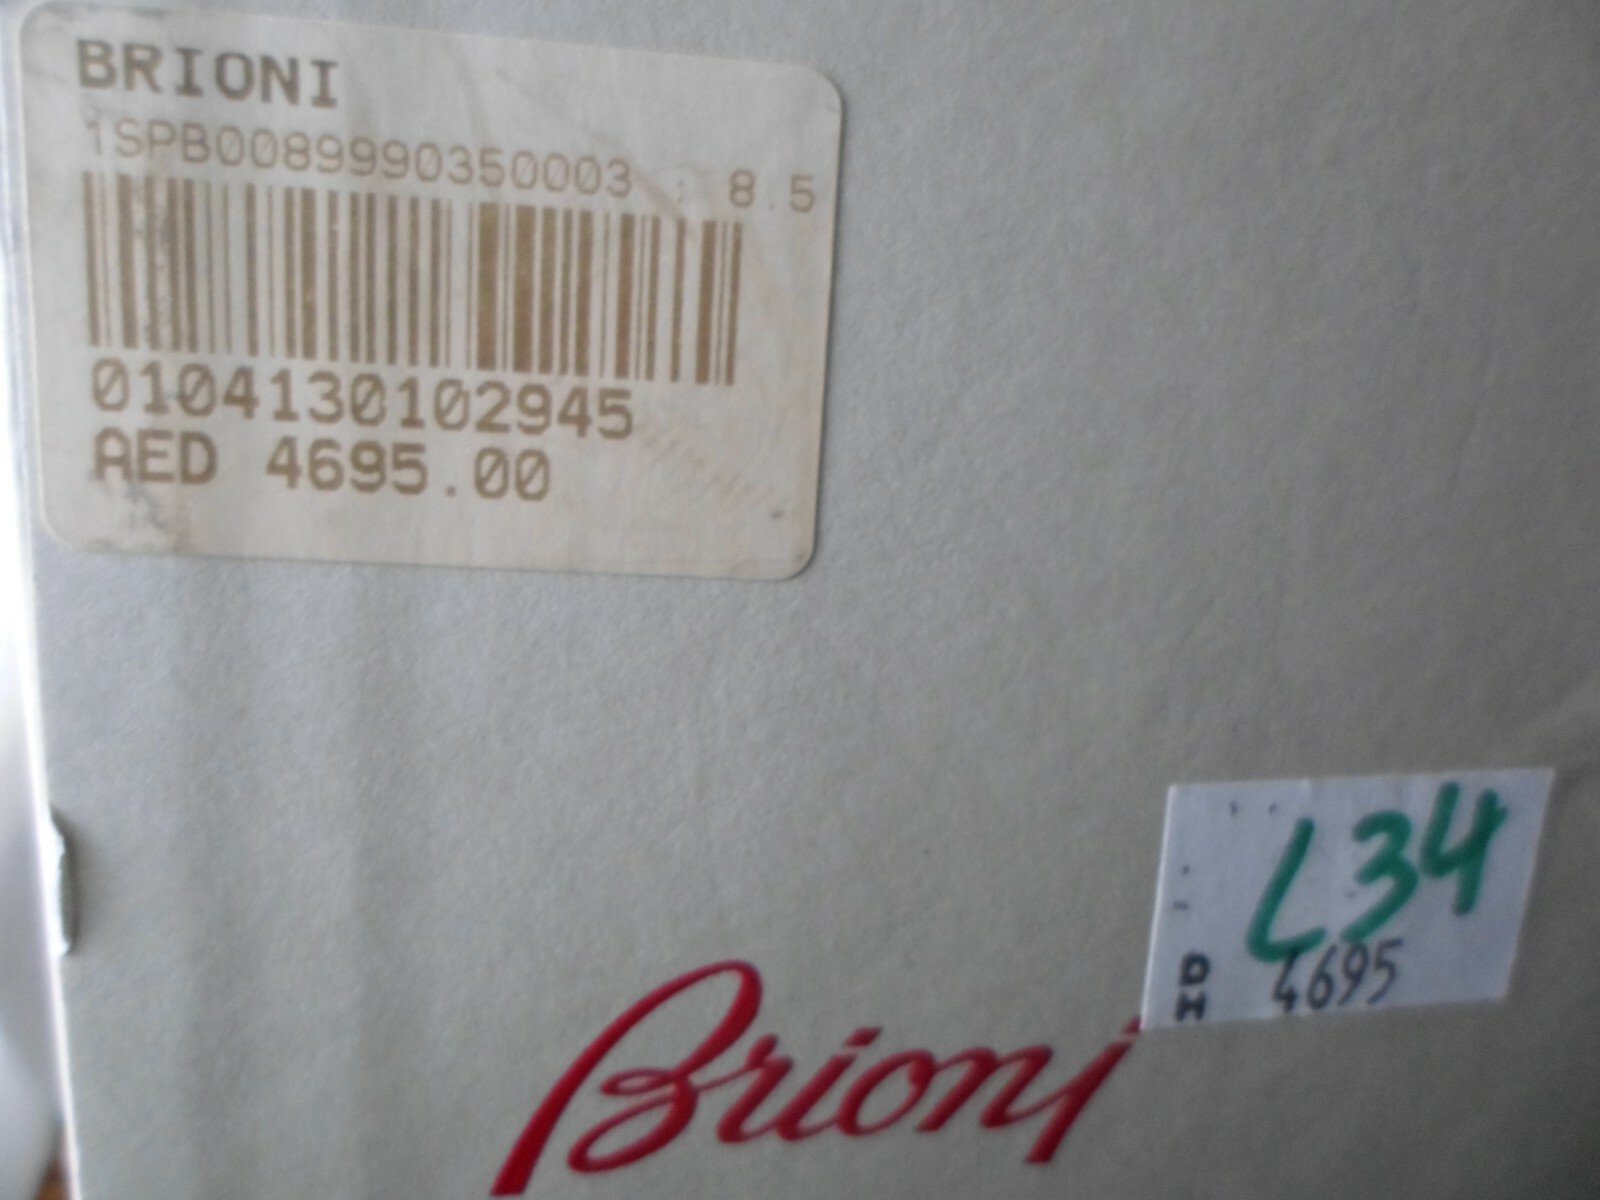 BRIONI
1SPB0089990350003 : 8.5
0104130102945
AED 4695.00
L34
DH 4695
Brioni